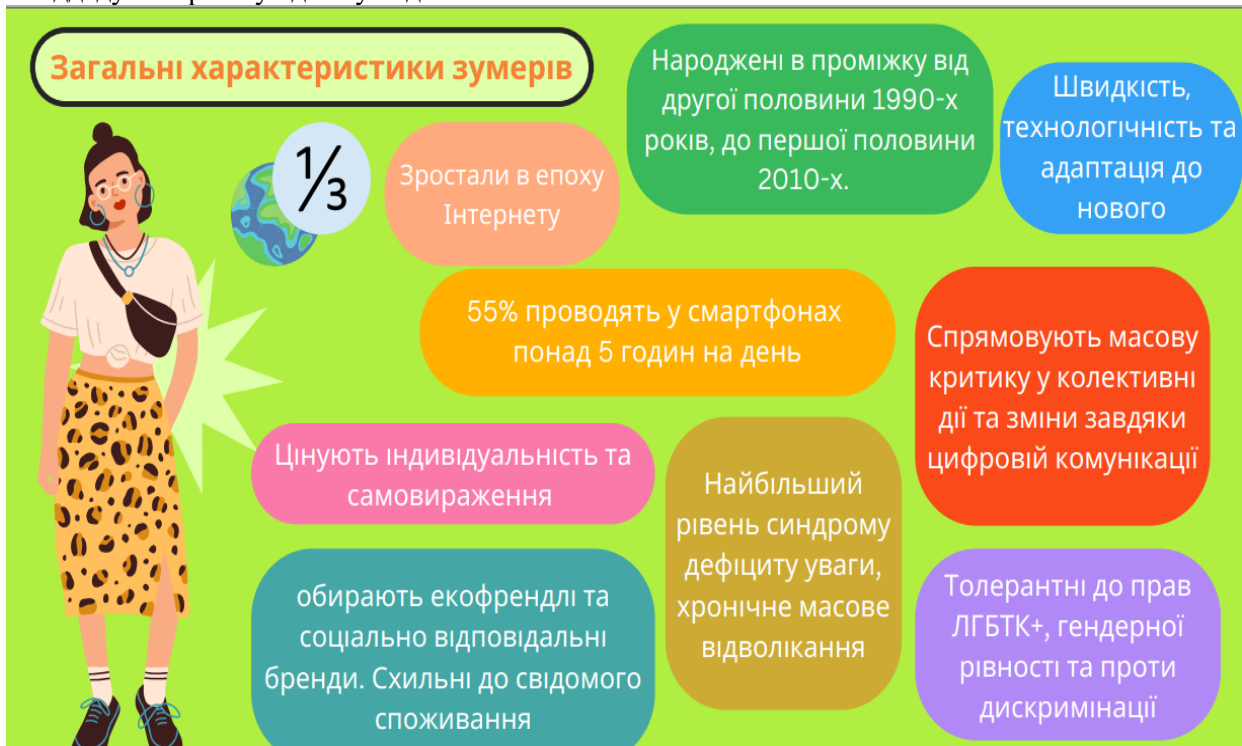 Загальні характеристики зумерів
Народжені в проміжку від
другої половини 1990-х
років, до першої половини
2010-х.
Швидкість,
технологічність та
адаптація до
нового
⅓
Зростали в епоху
Інтернету
55% проводять у смартфонах
понад 5 годин на день
Спрямовують масову
критику у колективні
дії та зміни завдяки
цифровій комунікації
Цінують індивідуальність та
самовираження
Найбільший
рівень синдрому
дефіциту уваги,
хронічне масове
відволікання
обирають екофрендлі та
соціально відповідальні
бренди. Схильні до свідомого
споживання
Толерантні до прав
ЛГБТК+, гендерної
рівності та проти
дискримінації